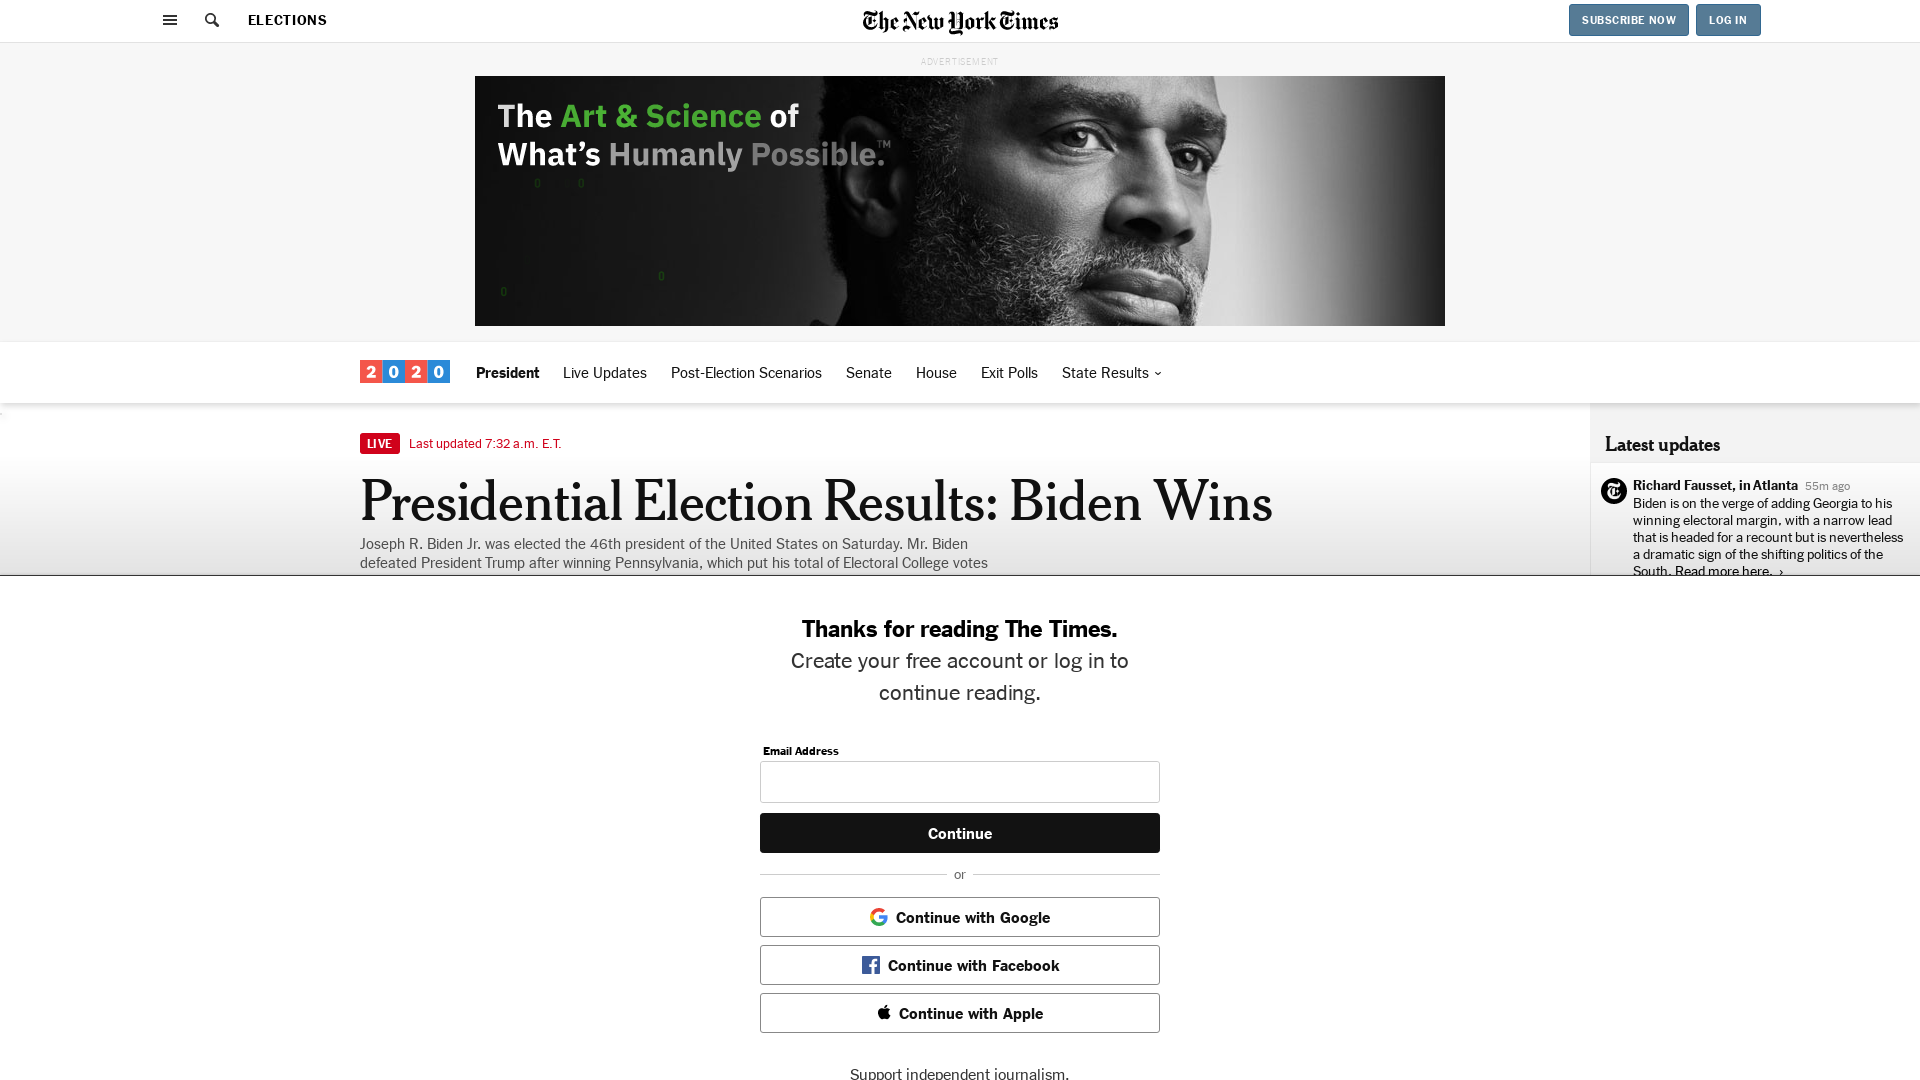 ELECTIONS
The New York Times
SUBSCRIBE NOW
LOG IN
ADVERTISEMENT
The Art & Science of
What's Humanly Possible.™
0 0
0
0
2020
President
Live Updates
Post-Election Scenarios
Senate
House
Exit Polls
State Results
LIVE
Last updated 7:32 a.m. E.T.
Presidential Election Results: Biden Wins
Joseph R. Biden Jr. was elected the 46th president of the United States on Saturday. Mr. Biden
defeated President Trump after winning Pennsylvania, which put his total of Electoral College votes
Latest updates
Richard Fausset, in Atlanta 55m ago
Biden is on the verge of adding Georgia to his
winning electoral margin, with a narrow lead
that is headed for a recount but is nevertheless
a dramatic sign of the shifting politics of the
South. Read more here. ›
Thanks for reading The Times.
Create your free account or log in to
continue reading.
Email Address
Continue
or
Continue with Google
Continue with Facebook
Continue with Apple
Support independent journalism.